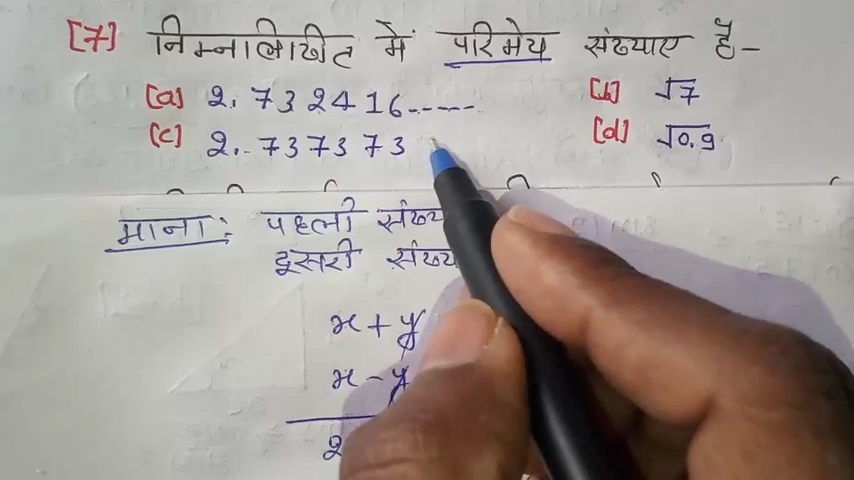 [7] निम्नलिखीत में परिमेय संख्याए है-
[a] 2. 732416----- [b] √7
[c] 2. 737373 [d] √0.9
माना: पहली
दूसरी
x + y
x - y
2